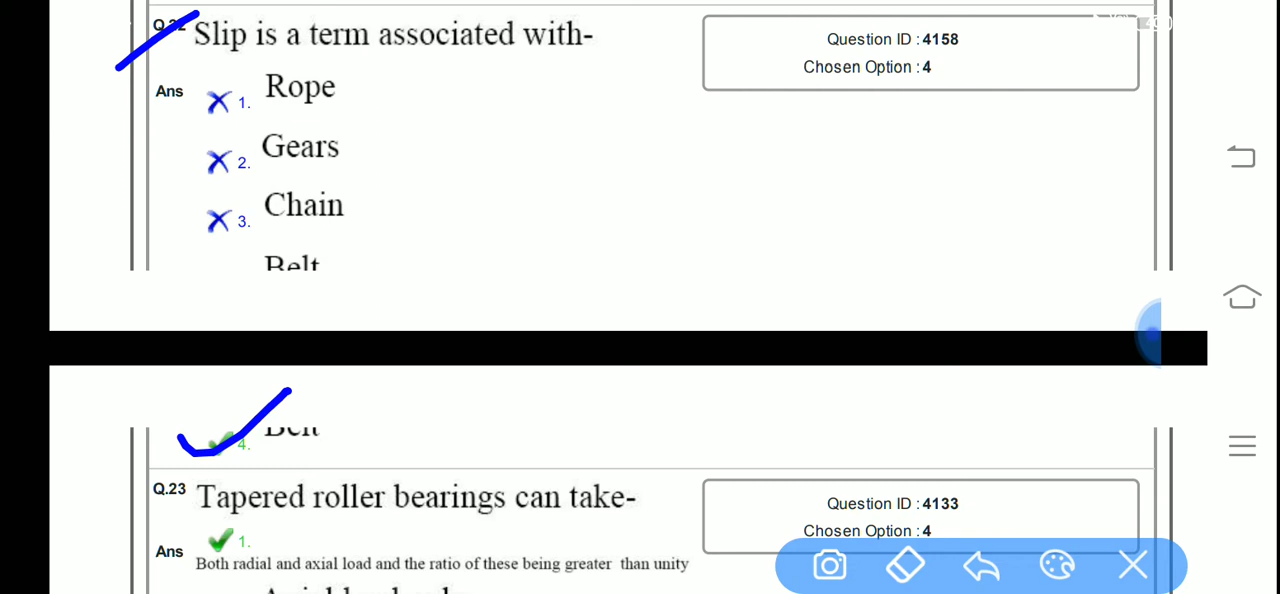 Slip is a term associated with-
Question ID : 4158
Chosen Option : 4
Ans
1. Rope
2. Gears
3. Chain
Belt
4. Belt
Q.23 Tapered roller bearings can take-
Question ID : 4133
Chosen Option : 4
Ans
1.
Both radial and axial load and the ratio of these being greater than unity